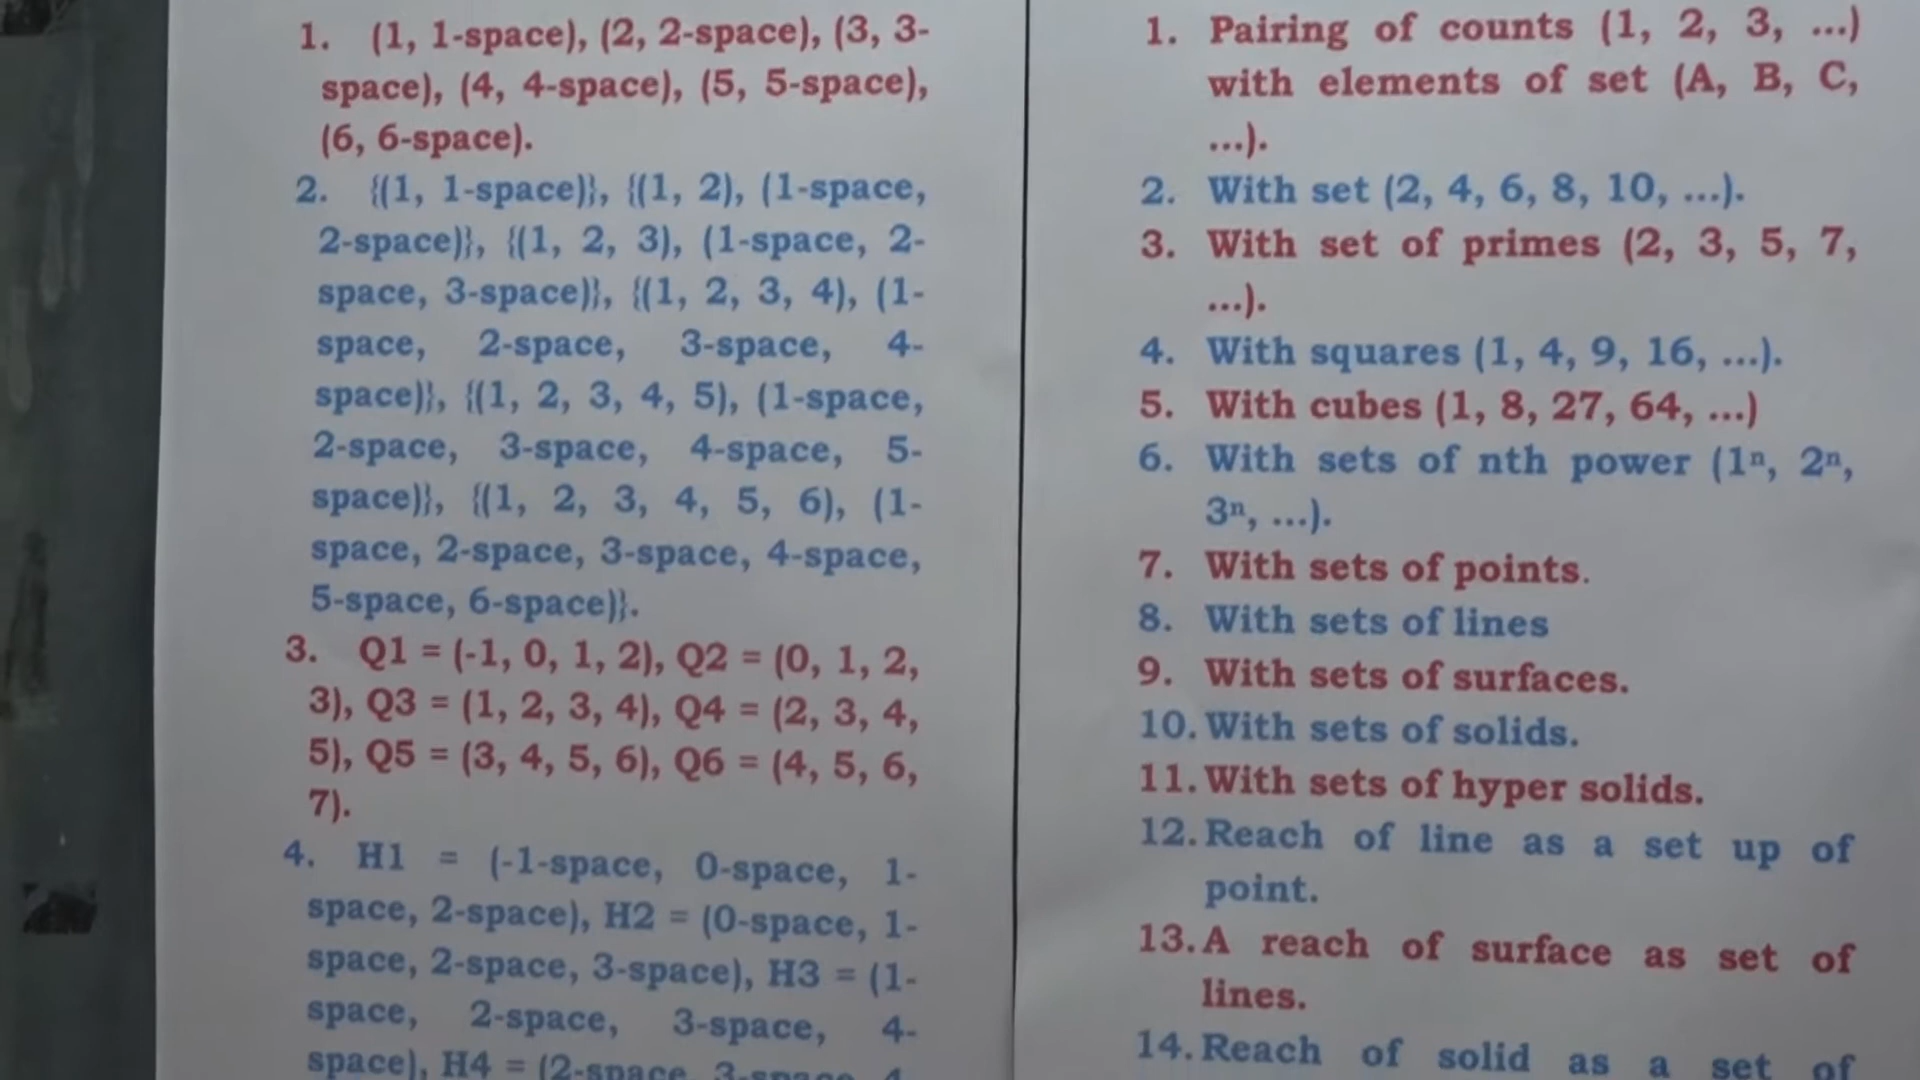 1. (1, 1-space), (2, 2-space), (3, 3-
space), (4, 4-space), (5, 5-space),
(6, 6-space).
2. {(1, 1-space)}, {(1, 2), (1-space,
2-space)}, {(1, 2, 3), (1-space, 2-
space, 3-space)}, {(1, 2, 3, 4), (1-
space, 2-space, 3-space, 4-
space)}, {(1, 2, 3, 4, 5), (1-space,
2-space, 3-space, 4-space, 5-
space)}, {(1, 2, 3, 4, 5, 6), (1-
space, 2-space, 3-space, 4-space,
5-space, 6-space)}.
3. Q1 = (-1, 0, 1, 2), Q2 = (0, 1, 2,
3), Q3 = (1, 2, 3, 4), Q4 = (2, 3, 4,
5), Q5 = (3, 4, 5, 6), Q6 = (4, 5, 6,
7).
4. H1 = (-1-space, 0-space, 1-
space, 2-space), H2 = (0-space, 1-
space, 2-space, 3-space), H3 = (1-
space, 2-space, 3-space, 4-
space), H4 = (2-space, 3-space, 4-
1. Pairing of counts (1, 2, 3, ...)
with elements of set (A, B, C,
...).
2. With set (2, 4, 6, 8, 10, ...).
3. With set of primes (2, 3, 5, 7,
...).
4. With squares (1, 4, 9, 16, ...).
5. With cubes (1, 8, 27, 64, ...)
6. With sets of nth power (1ⁿ, 2ⁿ,
3ⁿ, ...).
7. With sets of points.
8. With sets of lines
9. With sets of surfaces.
10. With sets of solids.
11. With sets of hyper solids.
12. Reach of line as a set up of
point.
13. A reach of surface as set of
lines.
14. Reach of solid as a set of